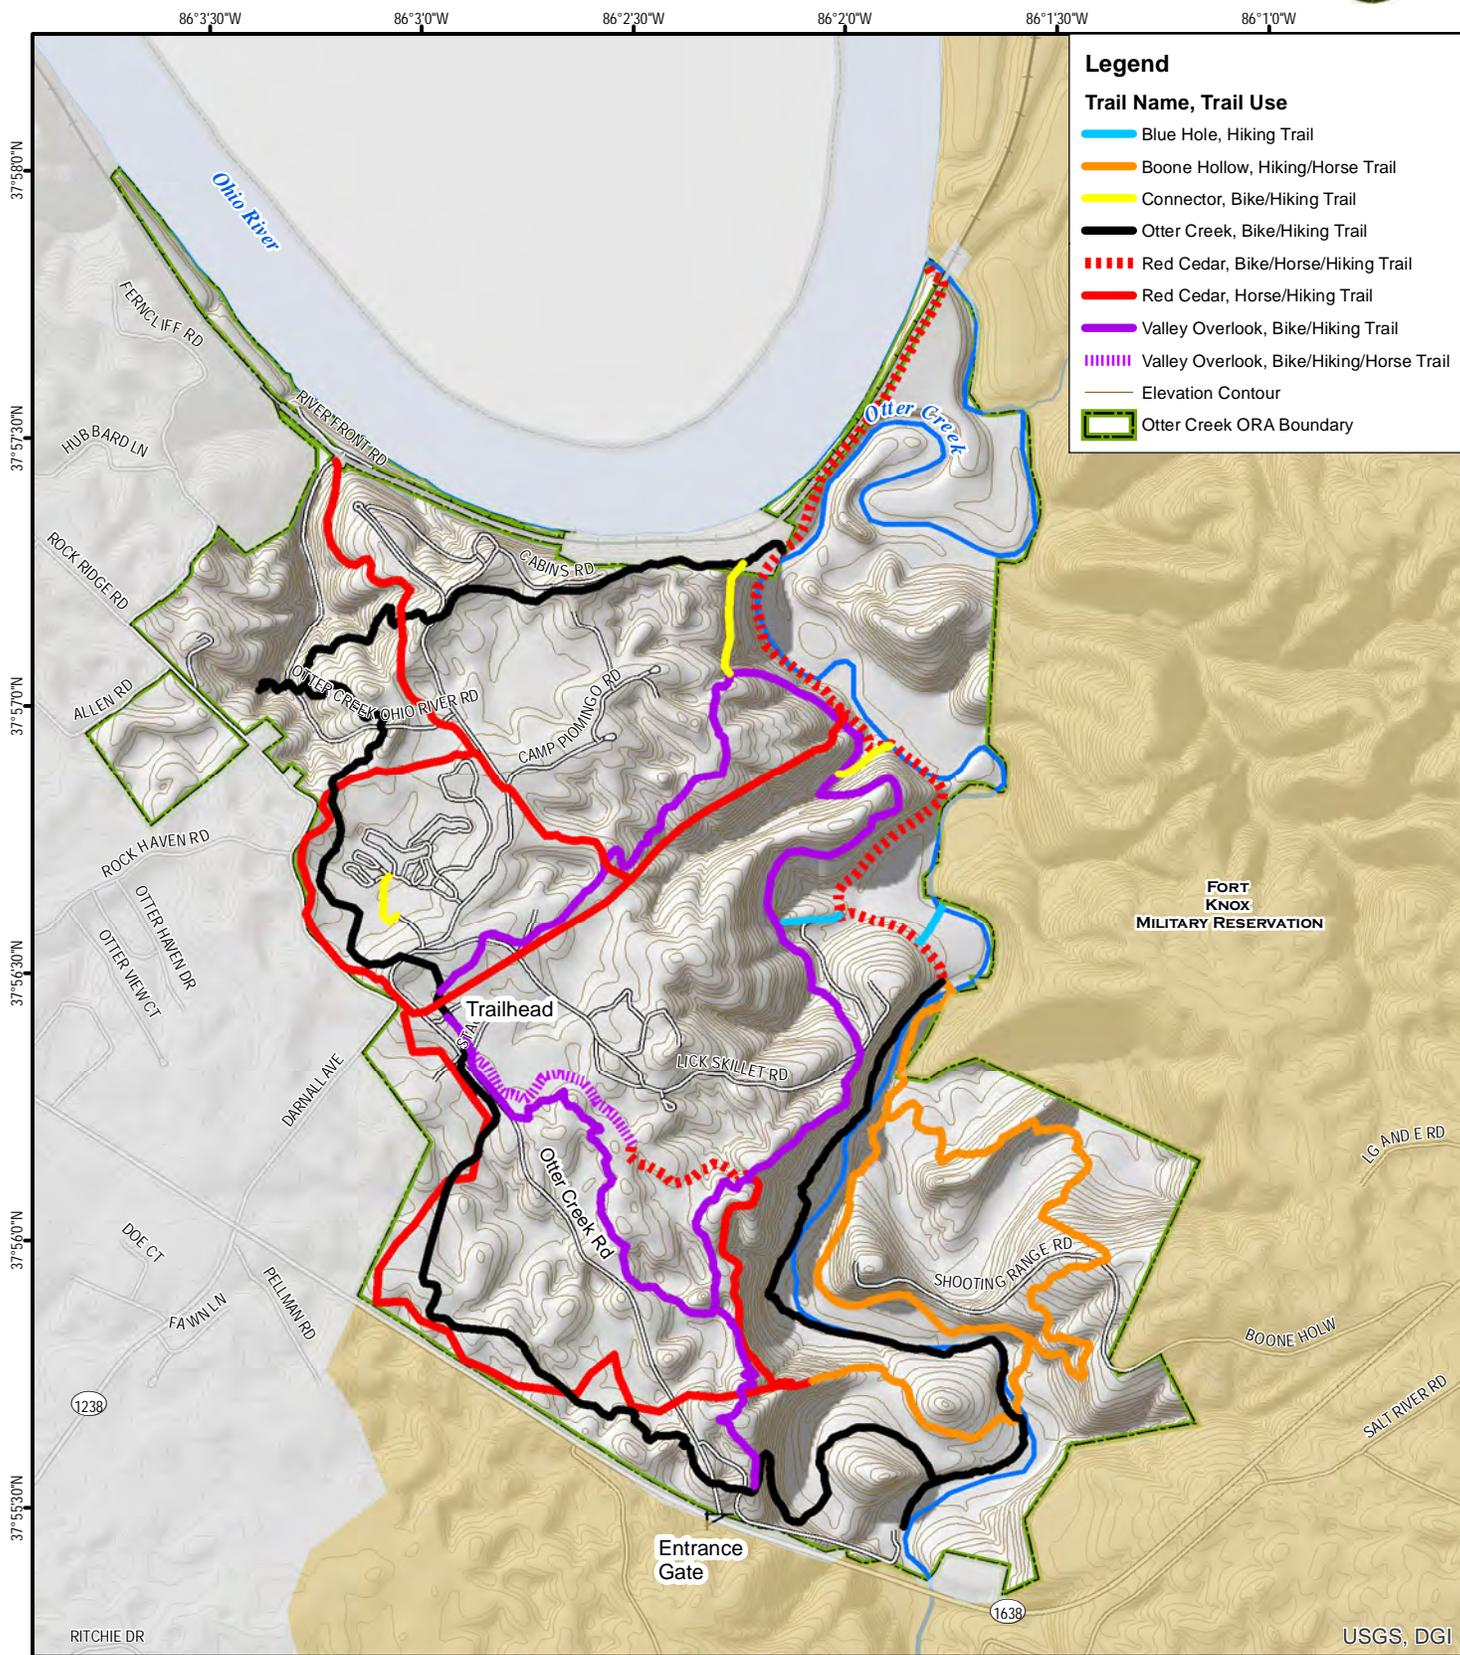 86°3'30"W
86°3'0"W
86°2'30"W
86°2'0"W
86°1'30"W
86°1'0"W
Legend
Trail Name, Trail Use
Blue Hole, Hiking Trail
Boone Hollow, Hiking/Horse Trail
Connector, Bike/Hiking Trail
Otter Creek, Bike/Hiking Trail
Red Cedar, Bike/Horse/Hiking Trail
Red Cedar, Horse/Hiking Trail
Valley Overlook, Bike/Hiking Trail
Valley Overlook, Bike/Hiking/Horse Trail
Elevation Contour
Otter Creek ORA Boundary
37°58'0"N
Ohio River
FERNCLIFF RD
37°57'30"N
HUBBARD LN
RIVER FRONT RD
Otter Creek
ROCK RIDGE RD
CABINS RD
37°57'0"N
ALLEN RD
OTTER CREEK OHIO RIVER RD
CAMP PIOMINGO RD
ROCK HAVEN RD
OTTER HAVEN DR
OTTER VIEW CT
FORT
KNOX
MILITARY RESERVATION
37°56'30"N
Trailhead
STA
LICK SKILLET RD
DARNALL AVE
LG AND E RD
37°56'0"N
Otter Creek Rd
DOE CT
FAWN LN
PELLMAN RD
SHOOTING RANGE RD
BOONE HOLW
SALT RIVER RD
1238
37°55'30"N
Entrance
Gate
1638
RITCHIE DR
USGS, DGI